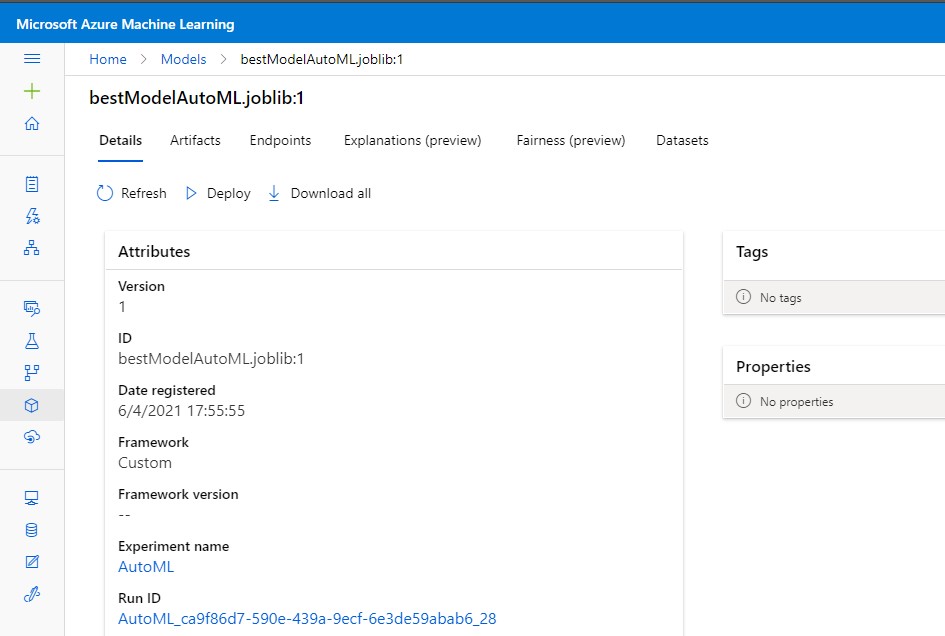 Microsoft Azure Machine Learning
Home > Models > bestModelAutoML.joblib:1
bestModelAutoML.joblib:1
Details Artifacts Endpoints Explanations (preview) Fairness (preview) Datasets
Refresh Deploy Download all
Attributes
Version
1
ID
bestModelAutoML.joblib:1
Date registered
6/4/2021 17:55:55
Framework
Custom
Framework version
--
Experiment name
AutoML
Run ID
AutoML_ca9f86d7-590e-439a-9ecf-6e3de59abab6_28
Tags
No tags
Properties
No properties